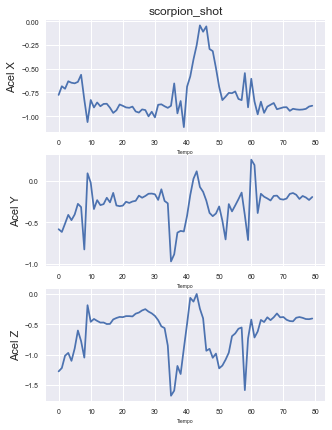 scorpion_shot
0.00
-0.25
-0.50
-0.75
-1.00
Acel X
0 10 20 30 40 50 60 70 80
Tiempo
0.0
-0.5
-1.0
Acel Y
0 10 20 30 40 50 60 70 80
Tiempo
0.0
-0.5
-1.0
-1.5
Acel Z
0 10 20 30 40 50 60 70 80
Tiempo